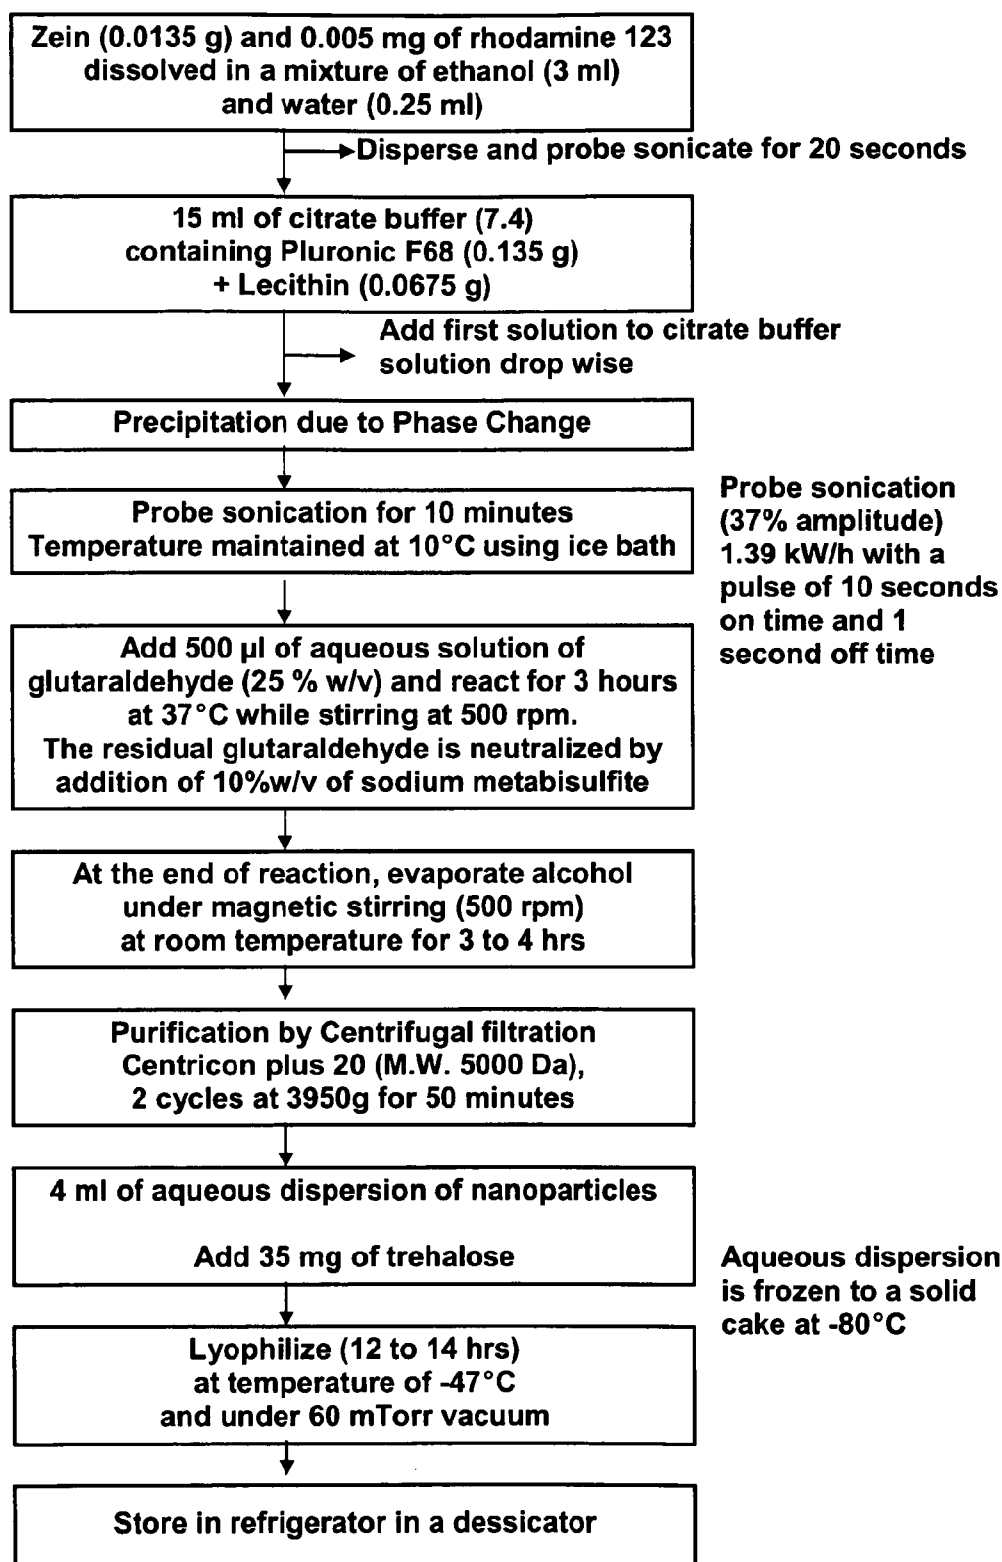 Zein (0.0135 g) and 0.005 mg of rhodamine 123
dissolved in a mixture of ethanol (3 ml)
and water (0.25 ml)
Disperse and probe sonicate for 20 seconds
15 ml of citrate buffer (7.4)
containing Pluronic F68 (0.135 g)
+ Lecithin (0.0675 g)
Add first solution to citrate buffer
solution drop wise
Precipitation due to Phase Change
Probe sonication for 10 minutes
Temperature maintained at 10°C using ice bath
Probe sonication
(37% amplitude)
1.39 kW/h with a
pulse of 10 seconds
on time and 1
second off time
Add 500 µl of aqueous solution of
glutaraldehyde (25 % w/v) and react for 3 hours
at 37°C while stirring at 500 rpm.
The residual glutaraldehyde is neutralized by
addition of 10%w/v of sodium metabisulfite
At the end of reaction, evaporate alcohol
under magnetic stirring (500 rpm)
at room temperature for 3 to 4 hrs
Purification by Centrifugal filtration
Centricon plus 20 (M.W. 5000 Da),
2 cycles at 3950g for 50 minutes
4 ml of aqueous dispersion of nanoparticles
Add 35 mg of trehalose
Aqueous dispersion
is frozen to a solid
cake at -80°C
Lyophilize (12 to 14 hrs)
at temperature of -47°C
and under 60 mTorr vacuum
Store in refrigerator in a dessicator